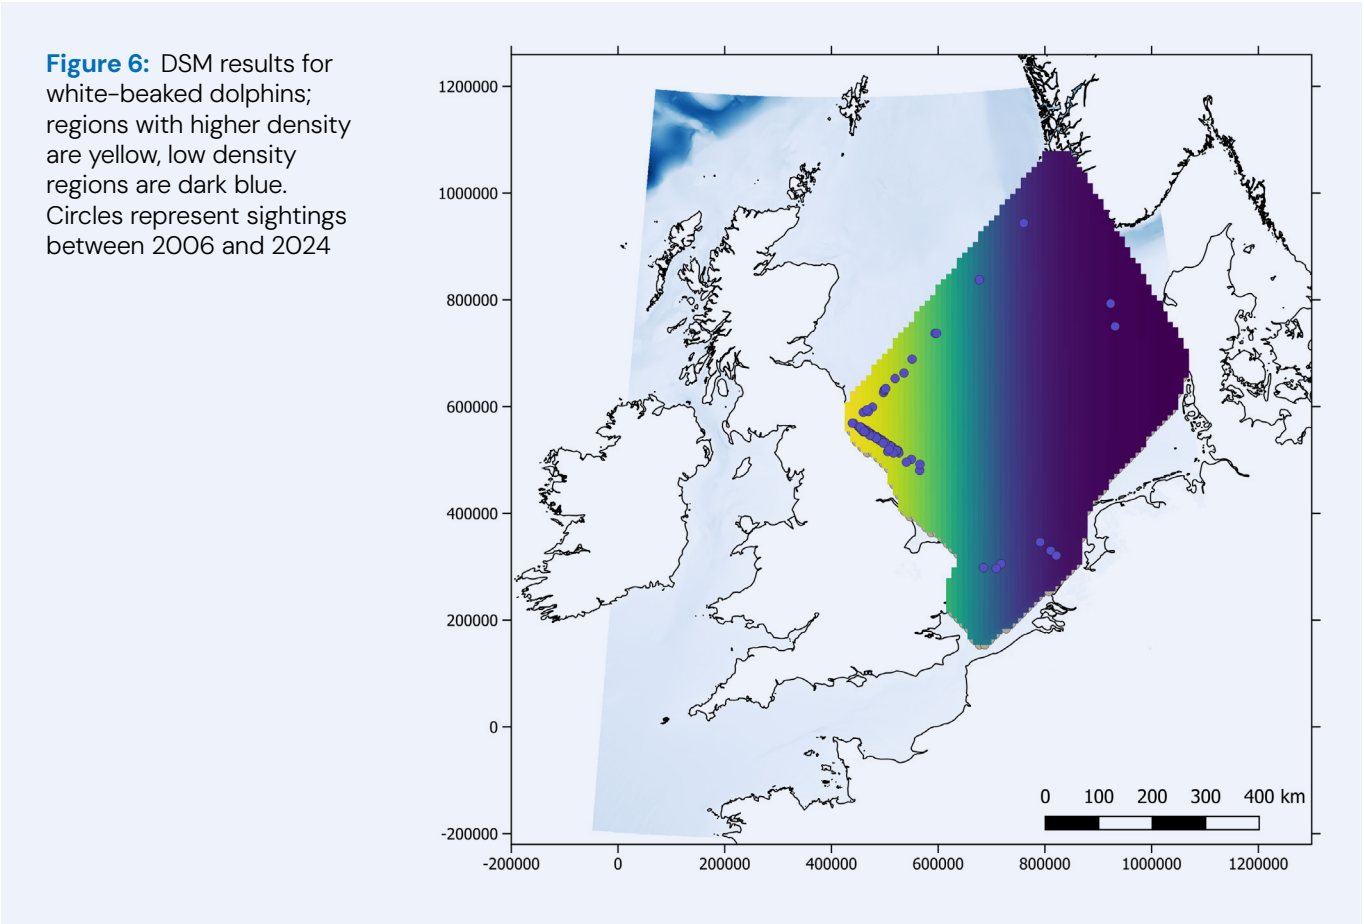 Figure 6: DSM results for
white-beaked dolphins;
regions with higher density
are yellow, low density
regions are dark blue.
Circles represent sightings
between 2006 and 2024
1200000
1000000
800000
600000
400000
200000
0
-200000
0 100 200 300 400 km
-200000 0 200000 400000 600000 800000 1000000 1200000